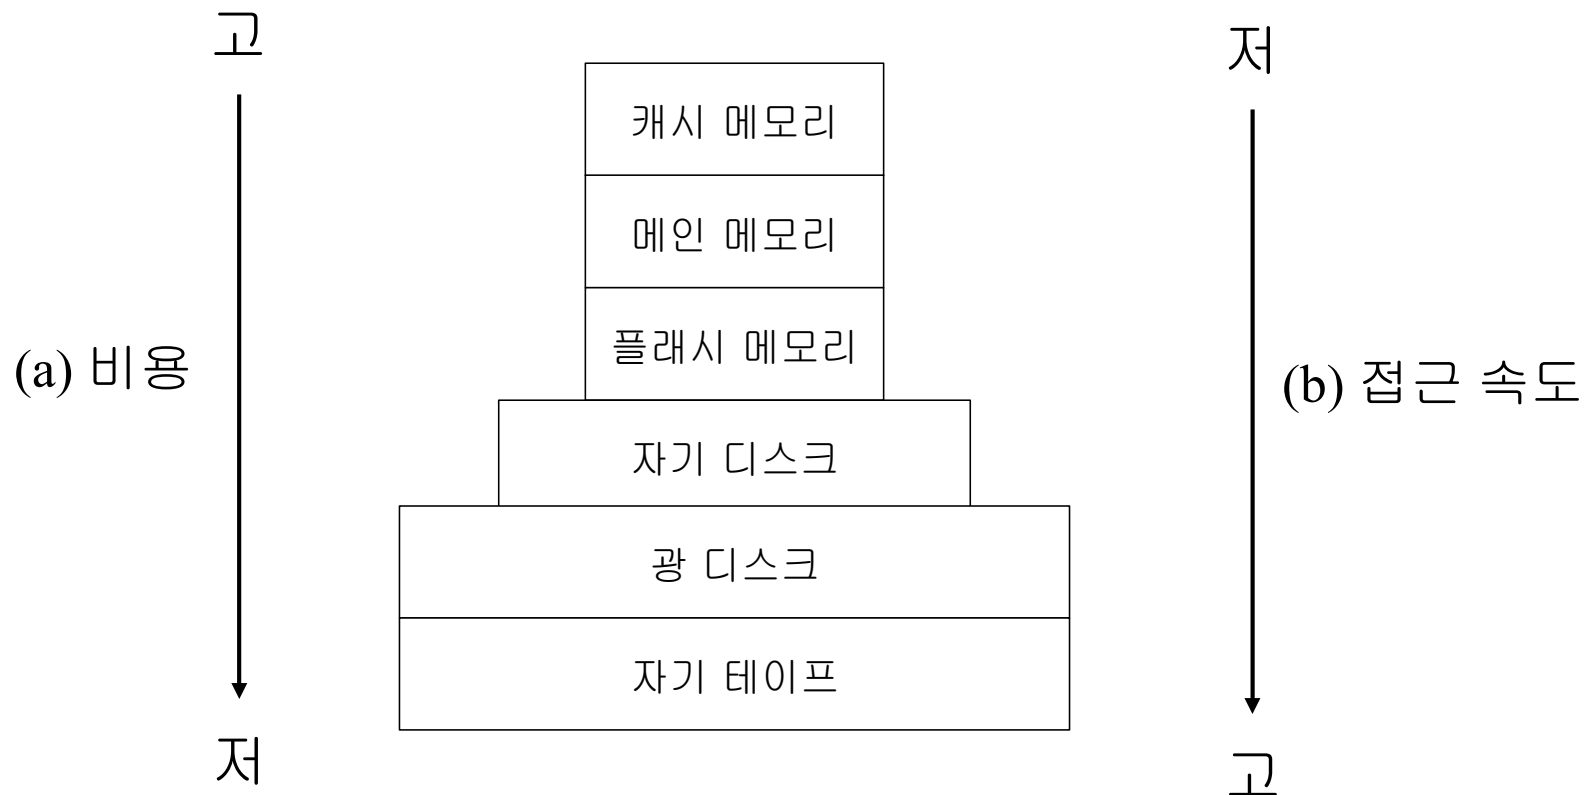 고
저
캐시 메모리
메인 메모리
플래시 메모리
(a) 비용
(b) 접근 속도
자기 디스크
광 디스크
자기 테이프
저
고